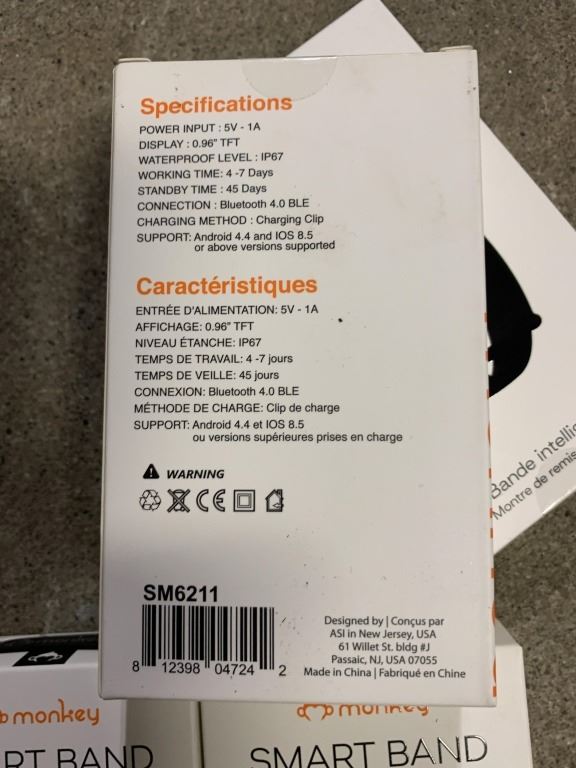 Specifications
POWER INPUT : 5V - 1A
DISPLAY : 0.96" TFT
WATERPROOF LEVEL : IP67
WORKING TIME: 4 -7 Days
STANDBY TIME : 45 Days
CONNECTION : Bluetooth 4.0 BLE
CHARGING METHOD : Charging Clip
SUPPORT: Android 4.4 and IOS 8.5
or above versions supported
Caractéristiques
ENTRÉE D'ALIMENTATION: 5V - 1A
AFFICHAGE: 0.96" TFT
NIVEAU ÉTANCHE: IP67
TEMPS DE TRAVAIL: 4 -7 jours
TEMPS DE VEILLE: 45 jours
CONNEXION: Bluetooth 4.0 BLE
MÉTHODE DE CHARGE: Clip de charge
SUPPORT: Android 4.4 et IOS 8.5
ou versions supérieures prises en charge
WARNING
CE
SM6211
8 12398 04724 2
Designed by | Conçus par
ASI in New Jersey, USA
61 Willet St. bldg #J
Passaic, NJ, USA 07055
Made in China | Fabriqué en Chine
Bande intellig
Montre de remis
monkey
RT BAND
monkey
SMART BAND